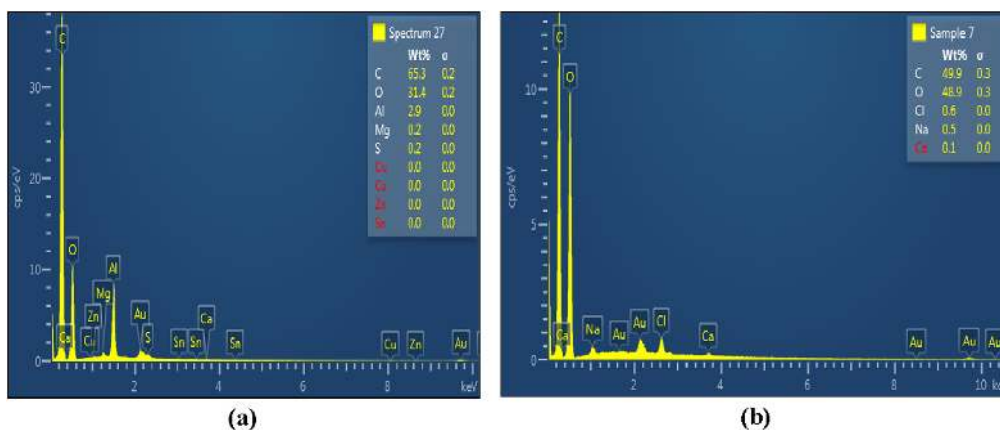 Spectrum 27
Wt% σ
C 65.3 0.2
O 31.4 0.2
Al 2.9 0.0
Mg 0.2 0.0
S 0.2 0.0
Cu 0.0 0.0
Ca 0.0 0.0
Zn 0.0 0.0
Sn 0.0 0.0
cps/eV
30
20
10
0
C
O
Al
Mg
Zn
Au
Ca
Ca
Cu
S
Sn
Sn
Sn
Cu
Zn
Au
2
4
6
8
keV
(a)
Sample 7
Wt% σ
C 49.9 0.3
O 48.9 0.3
Cl 0.6 0.0
Na 0.5 0.0
Ca 0.1 0.0
cps/eV
10
5
0
C
O
Ca
Na
Au
Au
Cl
Ca
Au
Au
Au
2
4
6
8
10
(b)